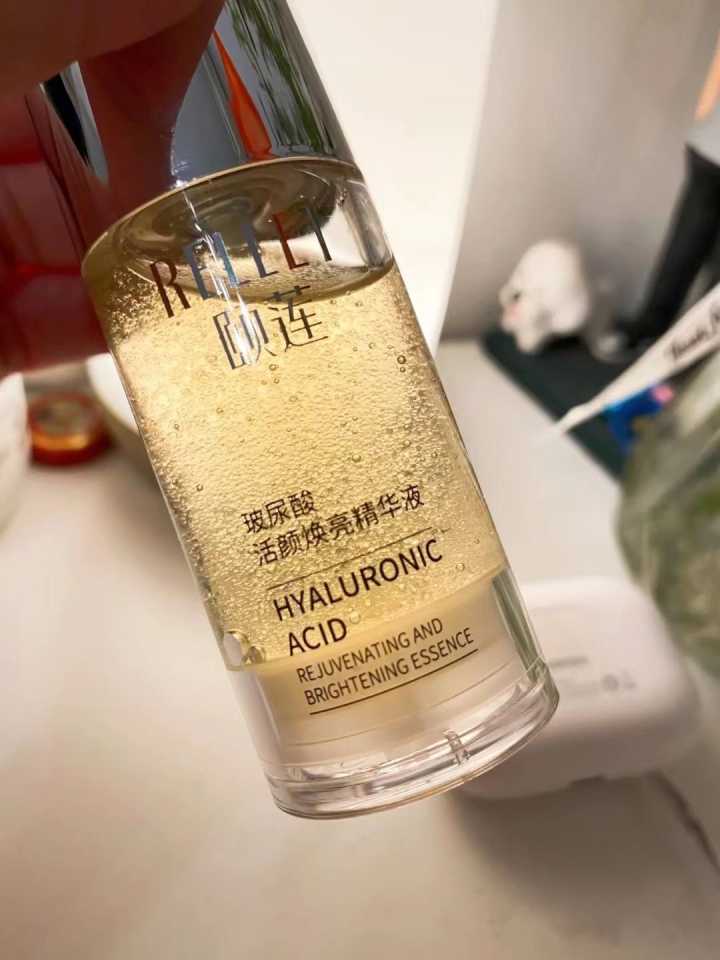 RELLET
颐莲
玻尿酸
活颜焕亮精华液
HYALURONIC
ACID
REJUVENATING AND
BRIGHTENING ESSENCE